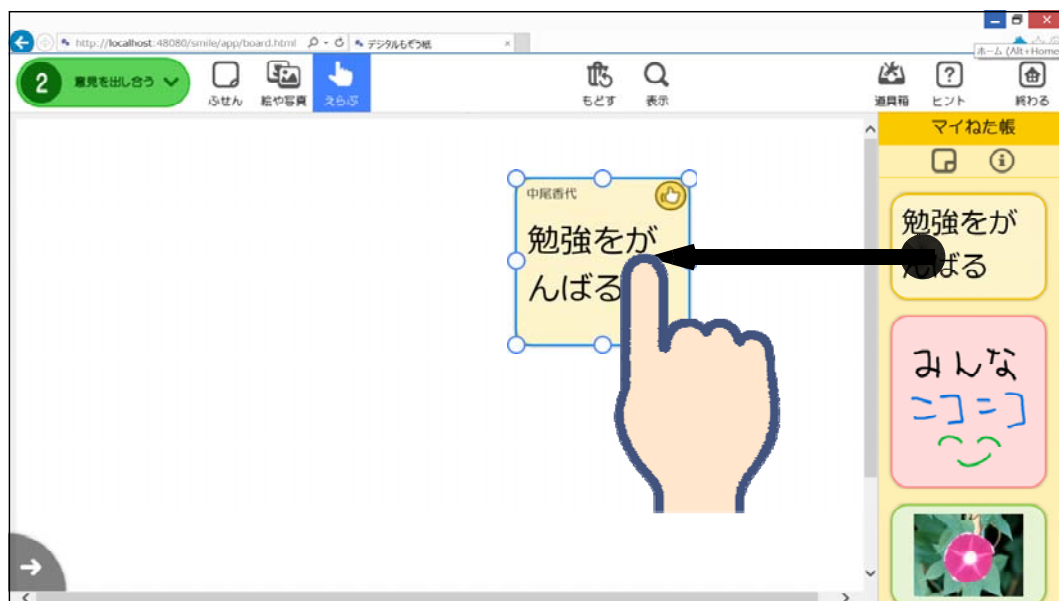 http://localhost:48080/smile/app/board.html
デジタルもぞう紙
ホーム (Alt+Home
2 意見を出し合う
ふせん
絵や写真
えらぶ
もどす
表示
道具箱
ヒント
終わる
マイねた帳
中尾香代
勉強をが
んばる
勉強をが
んばる
みんな
ニコニコ